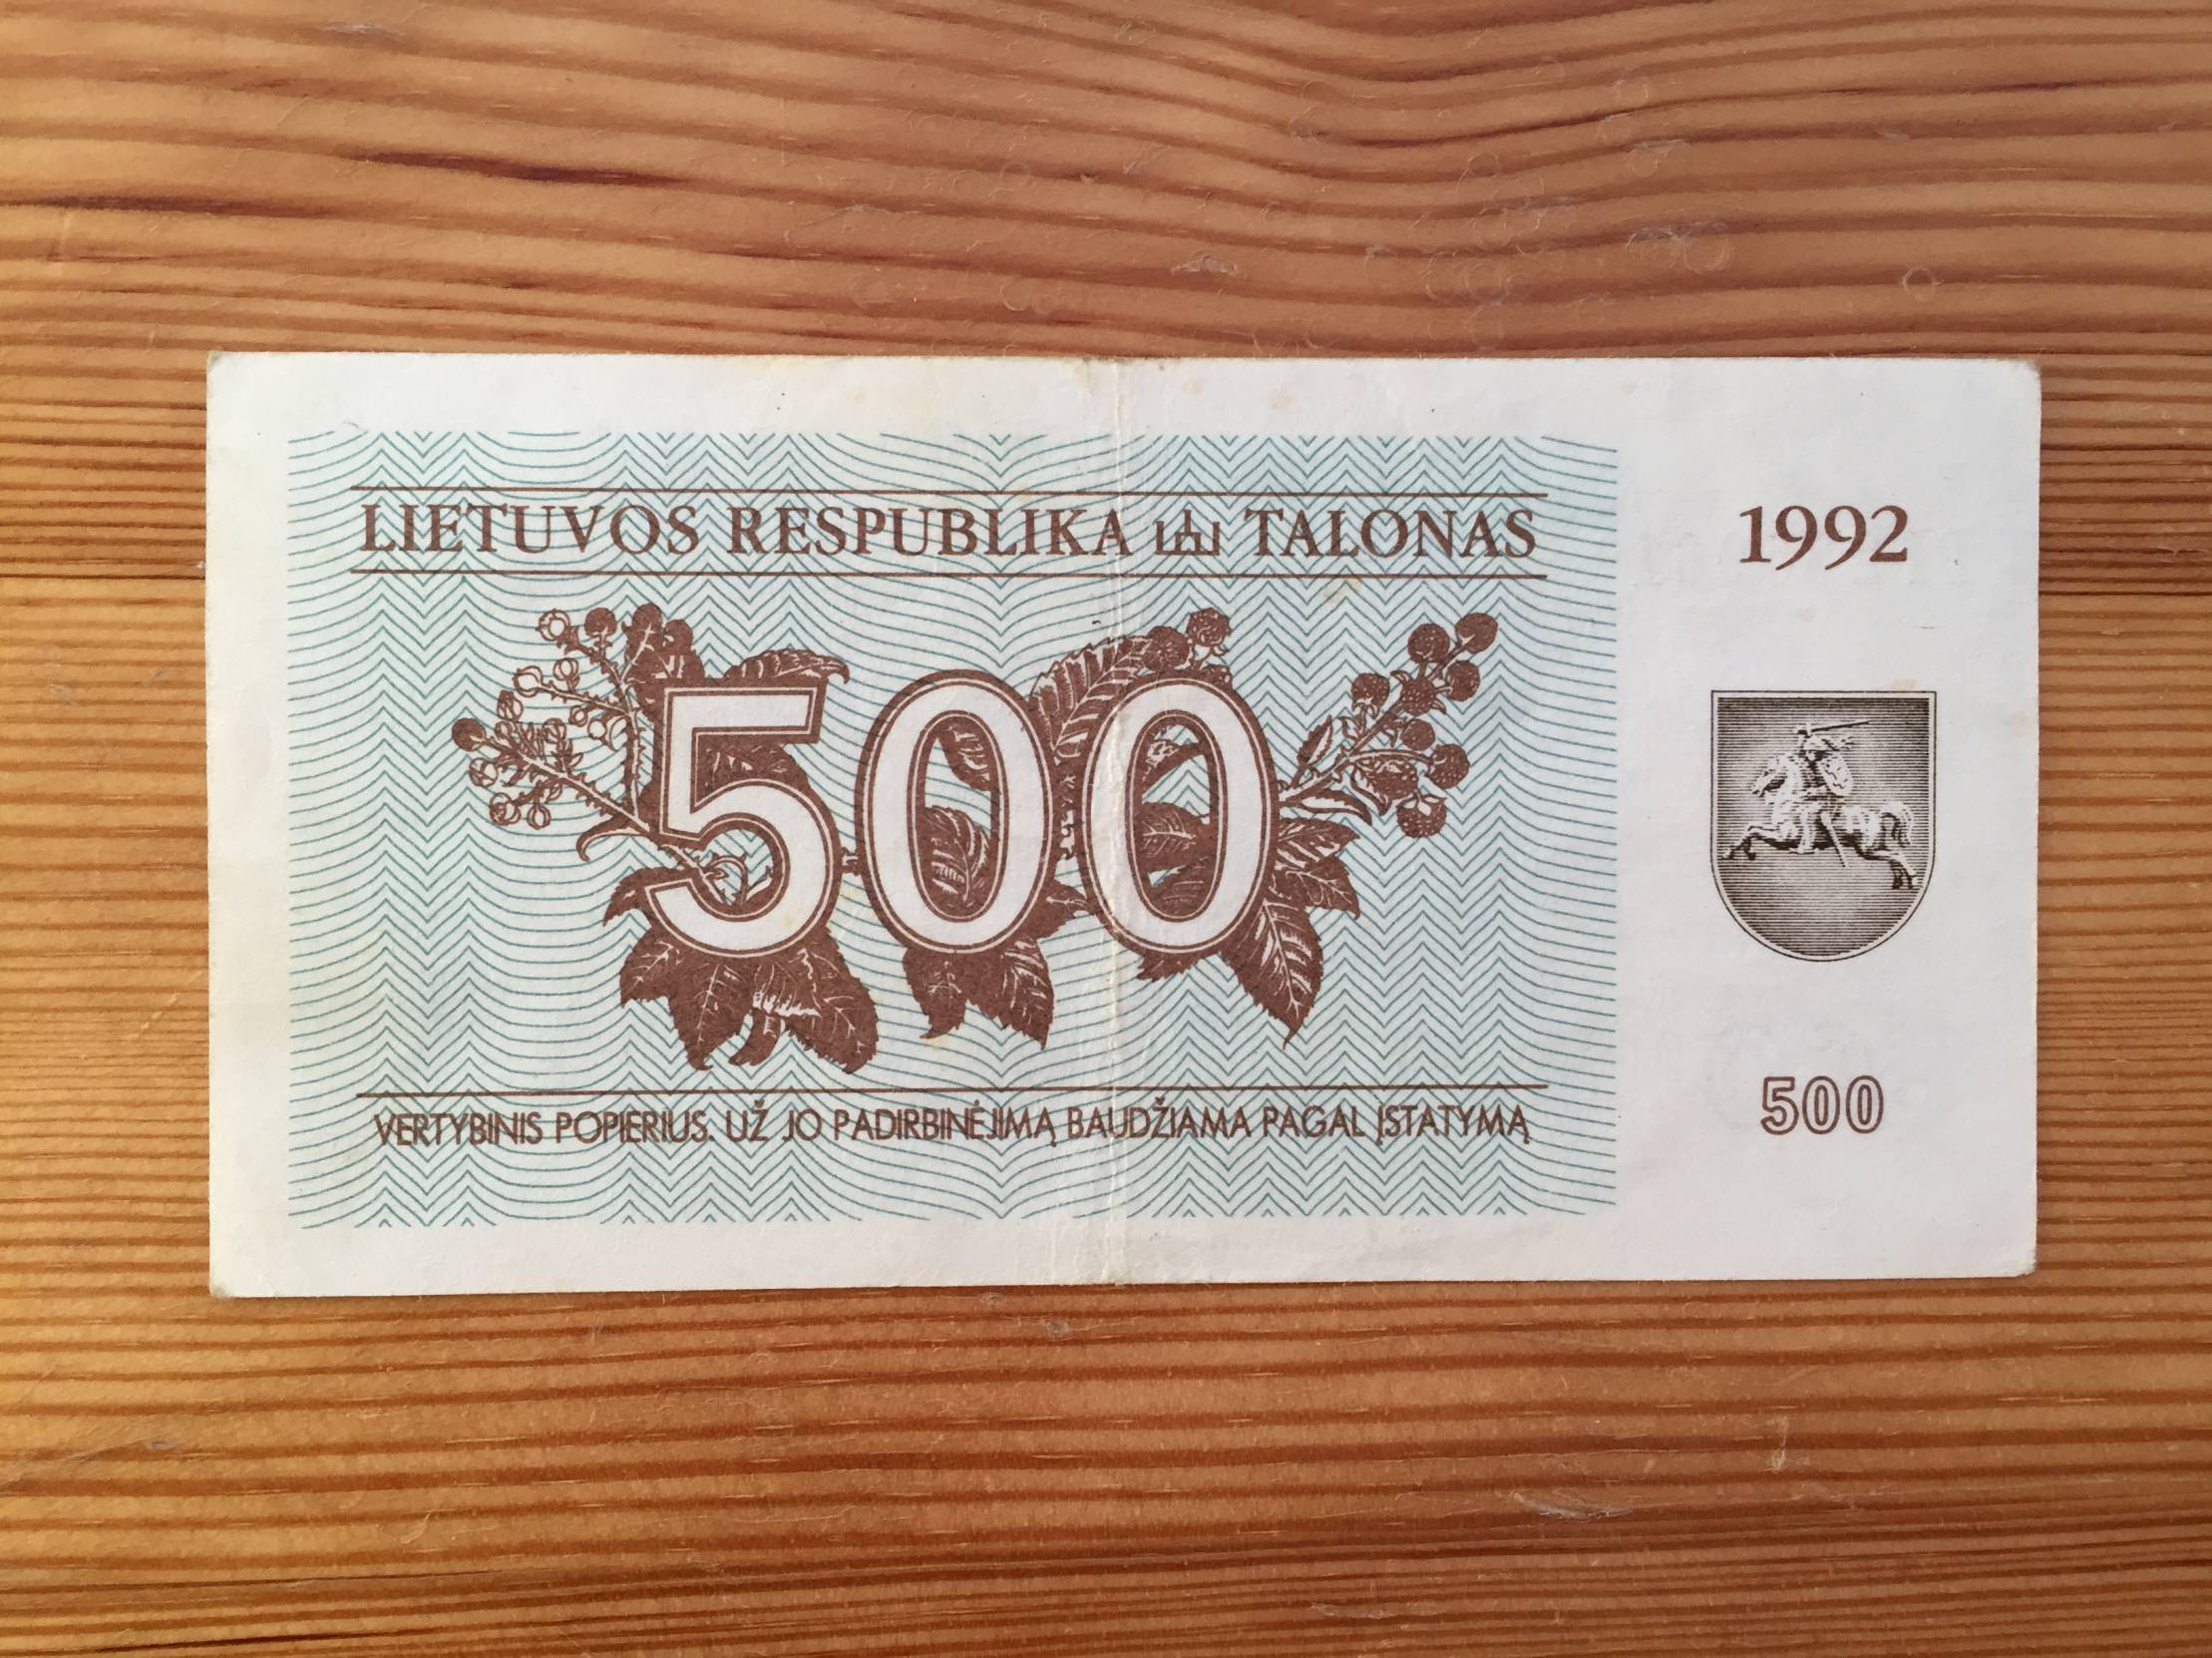 LIETUVOS RESPUBLIKA TALONAS
1992
500
500
VERTYBINIS POPIERIUS. UŽ JO PADIRBINĖJIMĄ BAUDŽIAMA PAGAL ĮSTATYMĄ